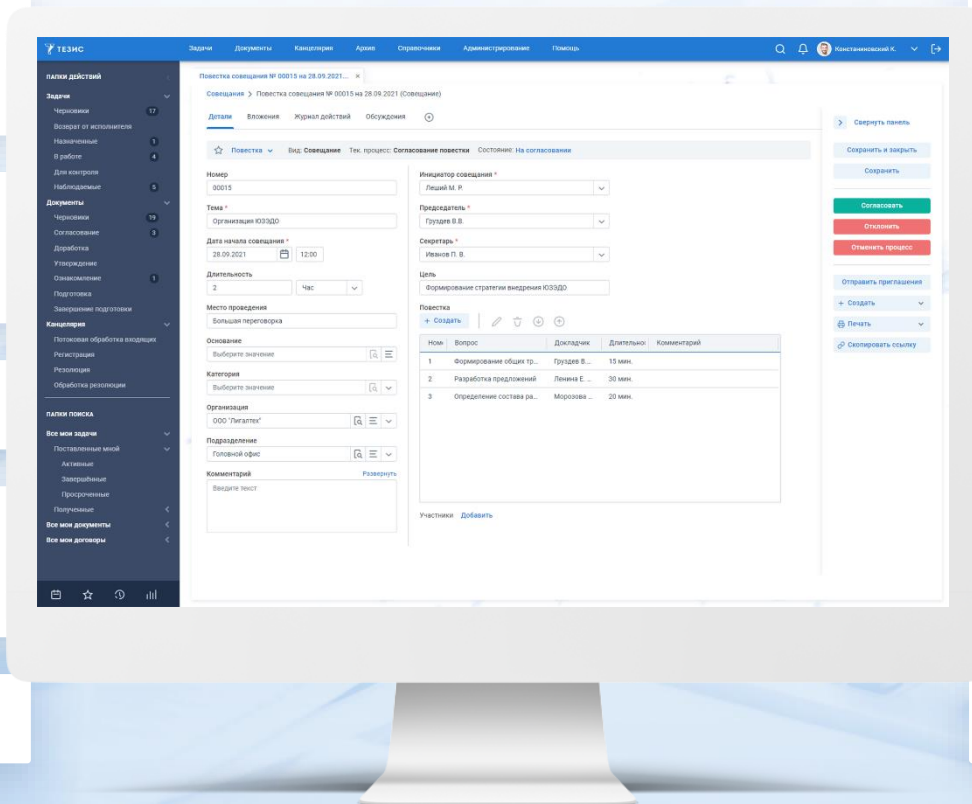 ТЕЗИС
Задачи Документы Канцелярия Архив Справочники Администрирование Помощь
Константиновский К.
ПАПКИ ДЕЙСТВИЙ
Задачи
Черновики 17
Возврат от исполнителя
Назначенные 1
В работе 4
Для контроля
Наблюдаемые 5
Документы
Черновики 19
Согласование 3
Доработка
Утверждение
Ознакомление 1
Подготовка
Завершение подготовки
Канцелярия
Потоковая обработка входящих
Регистрация
Резолюция
Обработка резолюции
ПАПКИ ПОИСКА
Все мои задачи
Поставленные мной
Активные
Завершённые
Просроченные
Полученные
Все мои документы
Все мои договоры
Повестка совещания № 00015 на 28.09.2021... ×
Совещания > Повестка совещания № 00015 на 28.09.2021 (Совещание)
Детали Вложения Журнал действий Обсуждения
Повестка Вид: Совещание Тек. процесс: Согласование повестки Состояние: На согласовании
Номер
00015
Тема *
Организация ЮЗЭДО
Дата начала совещания *
28.09.2021 12:00
Длительность
2 Час
Место проведения
Большая переговорка
Основание
Выберите значение
Категория
Выберите значение
Организация
ООО "Лигалтех"
Подразделение
Головной офис
Комментарий Развернуть
Введите текст
Инициатор совещания *
Леший М. Р.
Председатель *
Груздев В.В.
Секретарь *
Иванов П. В.
Цель
Формирование стратегии внедрения ЮЗЭДО
Повестка
+ Создать
Номе Вопрос Докладчик Длительнос Комментарий
1 Формирование общих тр... Груздев В.... 15 мин.
2 Разработка предложений Ленина Е. ... 30 мин.
3 Определение состава ра... Морозова ... 20 мин.
Участники Добавить
> Свернуть панель
Сохранить и закрыть
Сохранить
Согласовать
Отклонить
Отменить процесс
Отправить приглашения
+ Создать
Печать
Скопировать ссылку